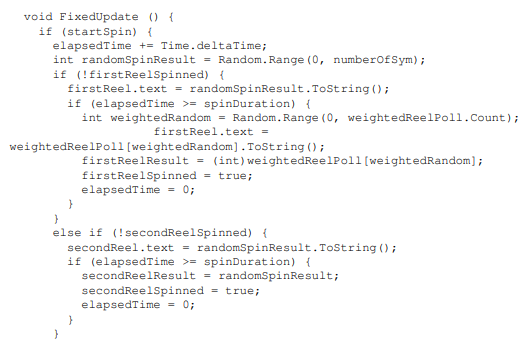 void FixedUpdate () {
if (startSpin) {
elapsedTime += Time.deltaTime;
int randomSpinResult = Random.Range(0, numberOfSym);
if (!firstReelSpinned) {
firstReel.text = randomSpinResult.ToString();
if (elapsedTime >= spinDuration) {
int weightedRandom = Random.Range(0, weightedReelPoll.Count);
firstReel.text =
weightedReelPoll[weightedRandom].ToString();
firstReelResult = (int)weightedReelPoll[weightedRandom];
firstReelSpinned = true;
elapsedTime = 0;
}
}
else if (!secondReelSpinned) {
secondReel.text = randomSpinResult.ToString();
if (elapsedTime >= spinDuration) {
secondReelResult = randomSpinResult;
secondReelSpinned = true;
elapsedTime = 0;
}
}